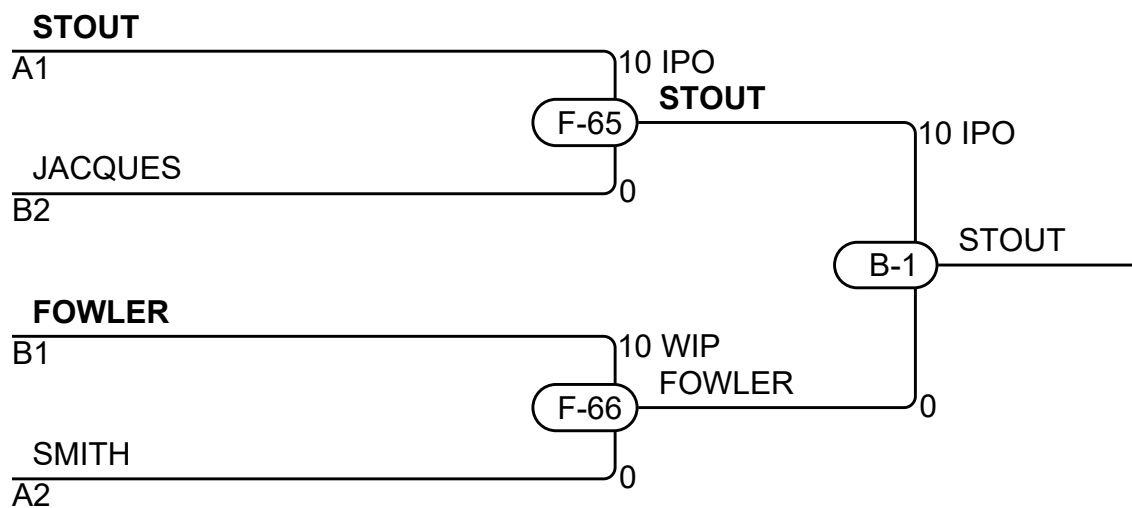 STOUT
A1
10 IPO
STOUT
F-65
10 IPO
JACQUES
B2
0
STOUT
B-1
FOWLER
B1
10 WIP
FOWLER
F-66
0
SMITH
A2
0